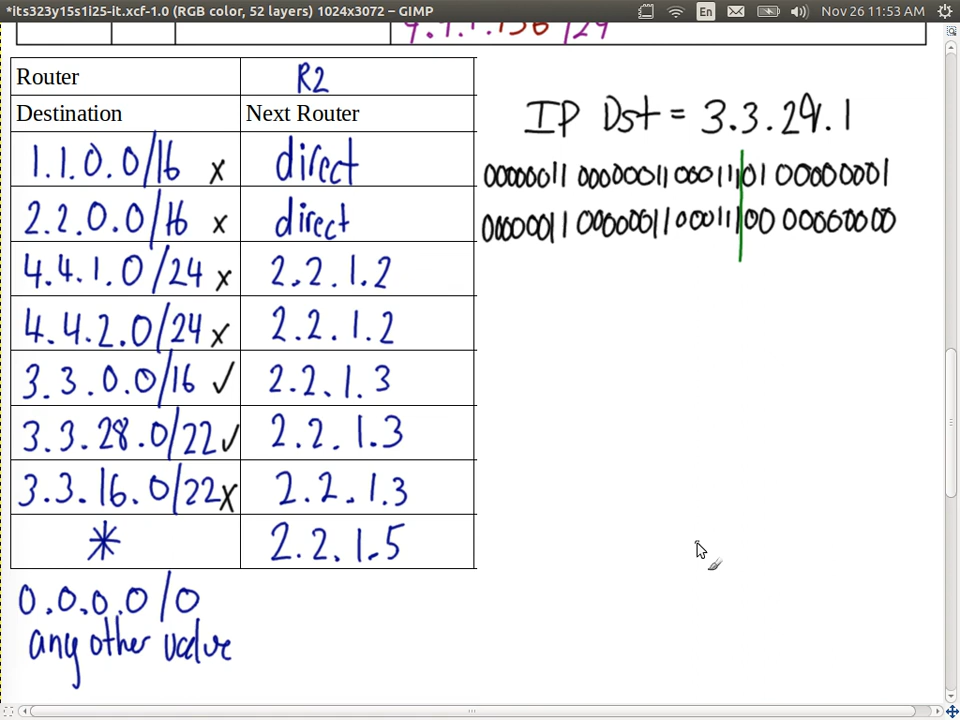 *its323y15s1i25-it.xcf-1.0 (RGB color, 52 layers) 1024x3072 – GIMP
En
Nov 26 11:53 AM
Router R2
Destination Next Router
1.1.0.0/16 x direct
2.2.0.0/16 x direct
4.4.1.0/24 x 2.2.1.2
4.4.2.0/24 x 2.2.1.2
3.3.0.0/16 ✓ 2.2.1.3
3.3.28.0/22 ✓ 2.2.1.3
3.3.16.0/22 x 2.2.1.3
* 2.2.1.5
0.0.0.0/0
any other value
IP Dst = 3.3.29.1
00000011 00000011 00011101 00000001
00000011 00000011 00011100 00000000